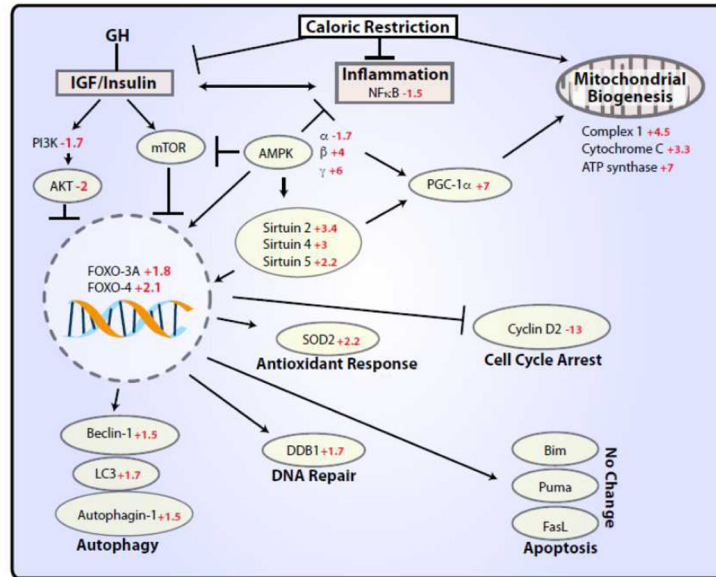 Caloric Restriction
GH
IGF/Insulin
Inflammation
NFκB -1.5
Mitochondrial
Biogenesis
Complex 1 +4.5
Cytochrome C +3.3
ATP synthase +7
PI3K -1.7
mTOR
AMPK
α -1.7
β +4
γ +6
AKT -2
PGC-1α +7
Sirtuin 2 +3.4
Sirtuin 4 +3
Sirtuin 5 +2.2
FOXO-3A +1.8
FOXO-4 +2.1
SOD2 +2.2
Antioxidant Response
Cyclin D2 -13
Cell Cycle Arrest
Beclin-1 +1.5
LC3 +1.7
Autophagin-1 +1.5
Autophagy
DDB1 +1.7
DNA Repair
Bim
Puma
FasL
No Change
Apoptosis